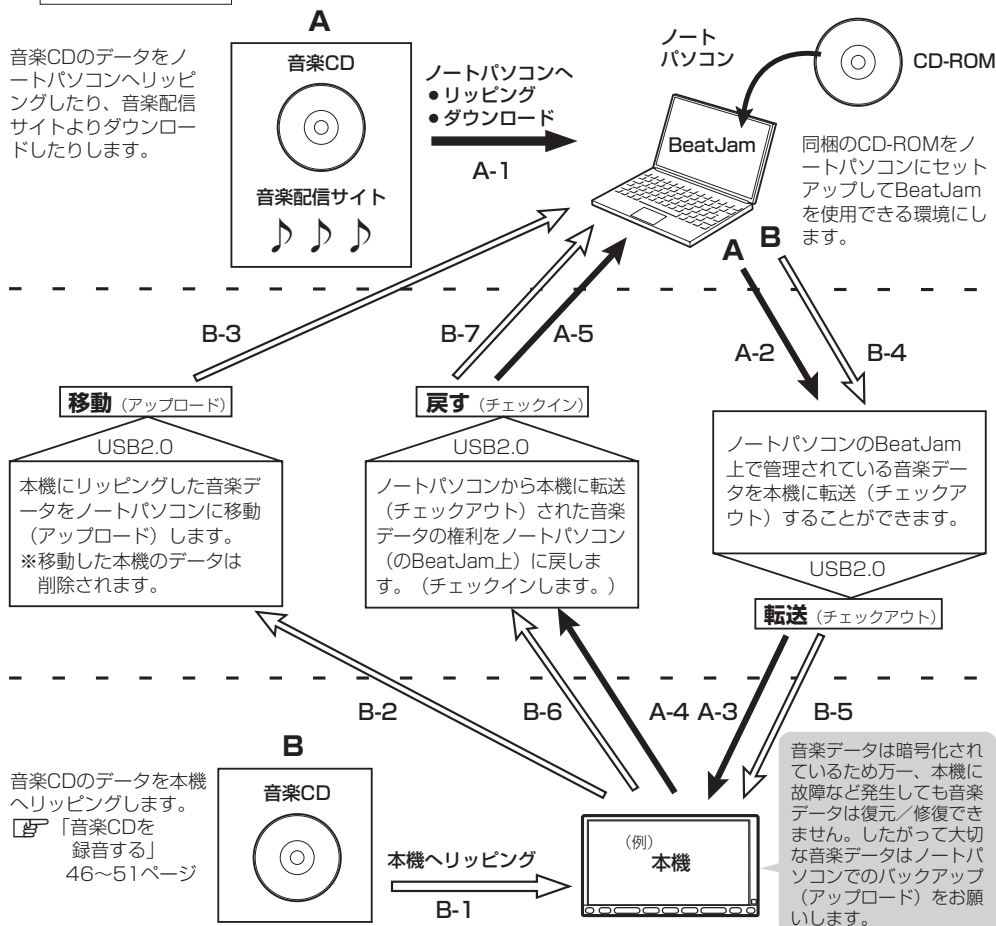 A
音楽CDのデータをノ
ートパソコンへリッピ
ングしたり、音楽配信
サイトよりダウンロー
ドしたりします。
音楽CD
音楽配信サイト
ノートパソコンへ
●リッピング
●ダウンロード
A-1
ノート
パソコン
BeatJam
CD-ROM
同梱のCD-ROMをノ
ートパソコンにセット
アップしてBeatJam
を使用できる環境にし
ます。
A
B
B-3
B-7
A-5
A-2
B-4
移動（アップロード）
USB2.0
本機にリッピングした音楽デ
ータをノートパソコンに移動
（アップロード）します。
※移動した本機のデータは
削除されます。
戻す（チェックイン）
USB2.0
ノートパソコンから本機に転送
（チェックアウト）された音楽
データの権利をノートパソコン
（のBeatJam上）に戻しま
す。（チェックインします。）
ノートパソコンのBeatJam
上で管理されている音楽デー
タを本機に転送（チェックア
ウト）することができます。
USB2.0
転送（チェックアウト）
B-2
B-6
A-4
A-3
B-5
B
音楽CDのデータを本機
へリッピングします。
「音楽CDを
録音する」
46〜51ページ
音楽CD
本機へリッピング
B-1
（例）
本機
音楽データは暗号化され
ているため万一、本機に
故障など発生しても音楽
データは復元／修復でき
ません。したがって大切
な音楽データはノートパ
ソコンでのバックアップ
（アップロード）をお願
いします。